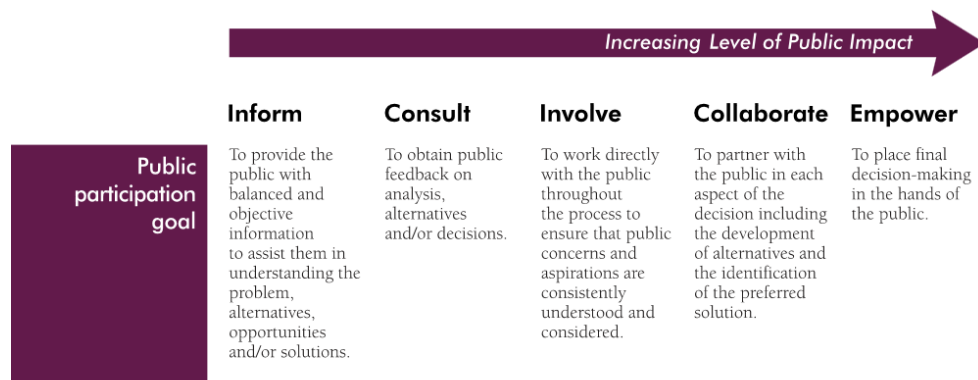 Increasing Level of Public Impact
Inform
Consult
Involve
Collaborate
Empower
Public
participation
goal
To provide the
public with
balanced and
objective
information
to assist them in
understanding the
problem,
alternatives,
opportunities
and/or solutions.
To obtain public
feedback on
analysis,
alternatives
and/or decisions.
To work directly
with the public
throughout
the process to
ensure that public
concerns and
aspirations are
consistently
understood and
considered.
To partner with
the public in each
aspect of the
decision including
the development
of alternatives and
the identification
of the preferred
solution.
To place final
decision-making
in the hands of
the public.